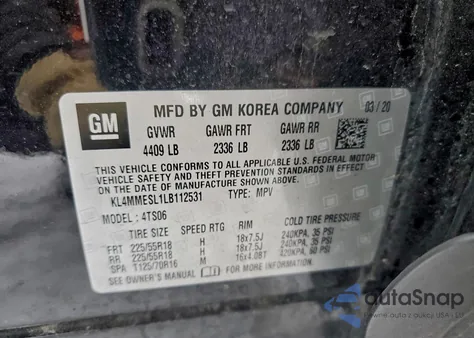 GM
MFD BY GM KOREA COMPANY 03/20
GVWR GAWR FRT GAWR RR
4409 LB 2336 LB 2336 LB
THIS VEHICLE CONFORMS TO ALL APPLICABLE U.S. FEDERAL MOTOR
VEHICLE SAFETY AND THEFT PREVENTION STANDARDS
IN EFFECT ON THE DATE OF MANUFACTURE SHOWN ABOVE.
KL4MMESL1LB112531 TYPE: MPV
MODEL: 4TS06
TIRE SIZE SPEED RTG RIM COLD TIRE PRESSURE
FRT 225/55R18 H 18x7.5J 240KPA, 35 PSI
RR 225/55R18 H 18x7.5J 240KPA, 35 PSI
SPA T125/70R16 M 16x4.0BT 420KPA, 60 PSI
SEE OWNER'S MANUAL FOR MORE INFORMATION.
autaSnap